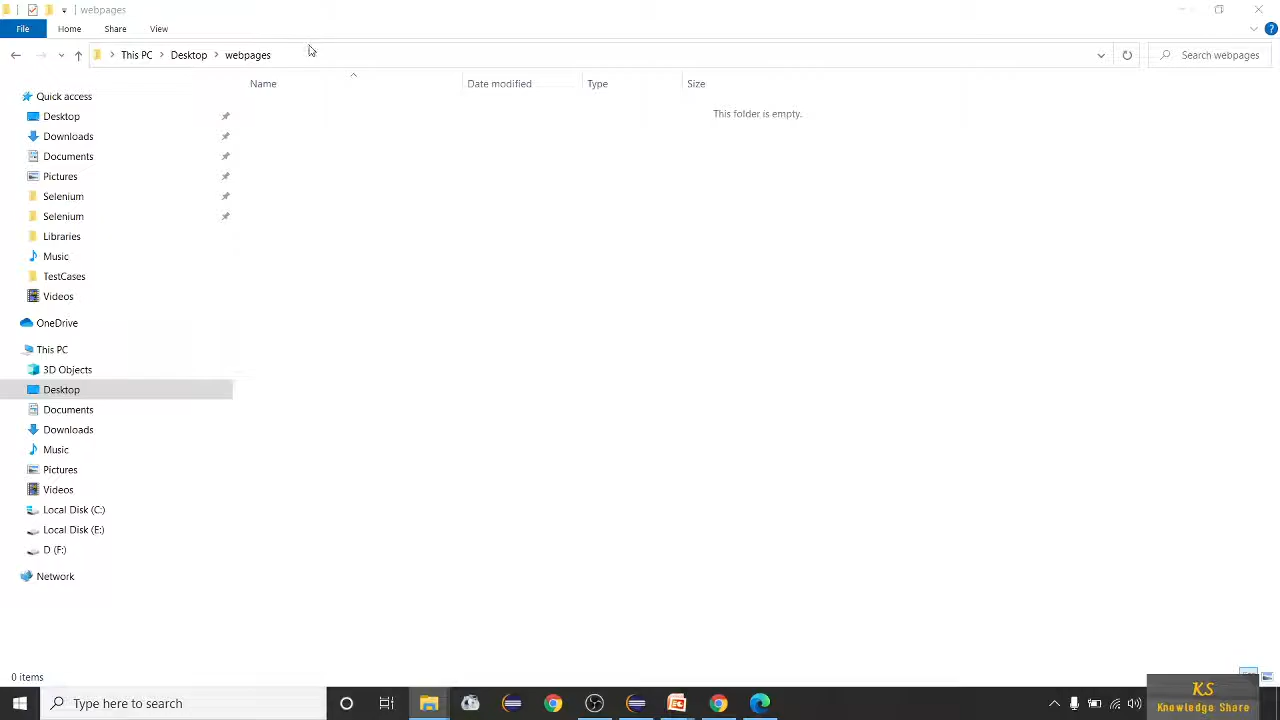 webpages
File Home Share View
This PC Desktop webpages
Search webpages
Name Date modified Type Size
This folder is empty.
Quick access
Desktop
Downloads
Documents
Pictures
Selenium
Selenium
Libraries
Music
TestCases
Videos
OneDrive
This PC
3D Objects
Desktop
Documents
Downloads
Music
Pictures
Videos
Local Disk (C:)
Local Disk (E:)
D (F:)
Network
0 items
Type here to search
KS
Knowledge Share